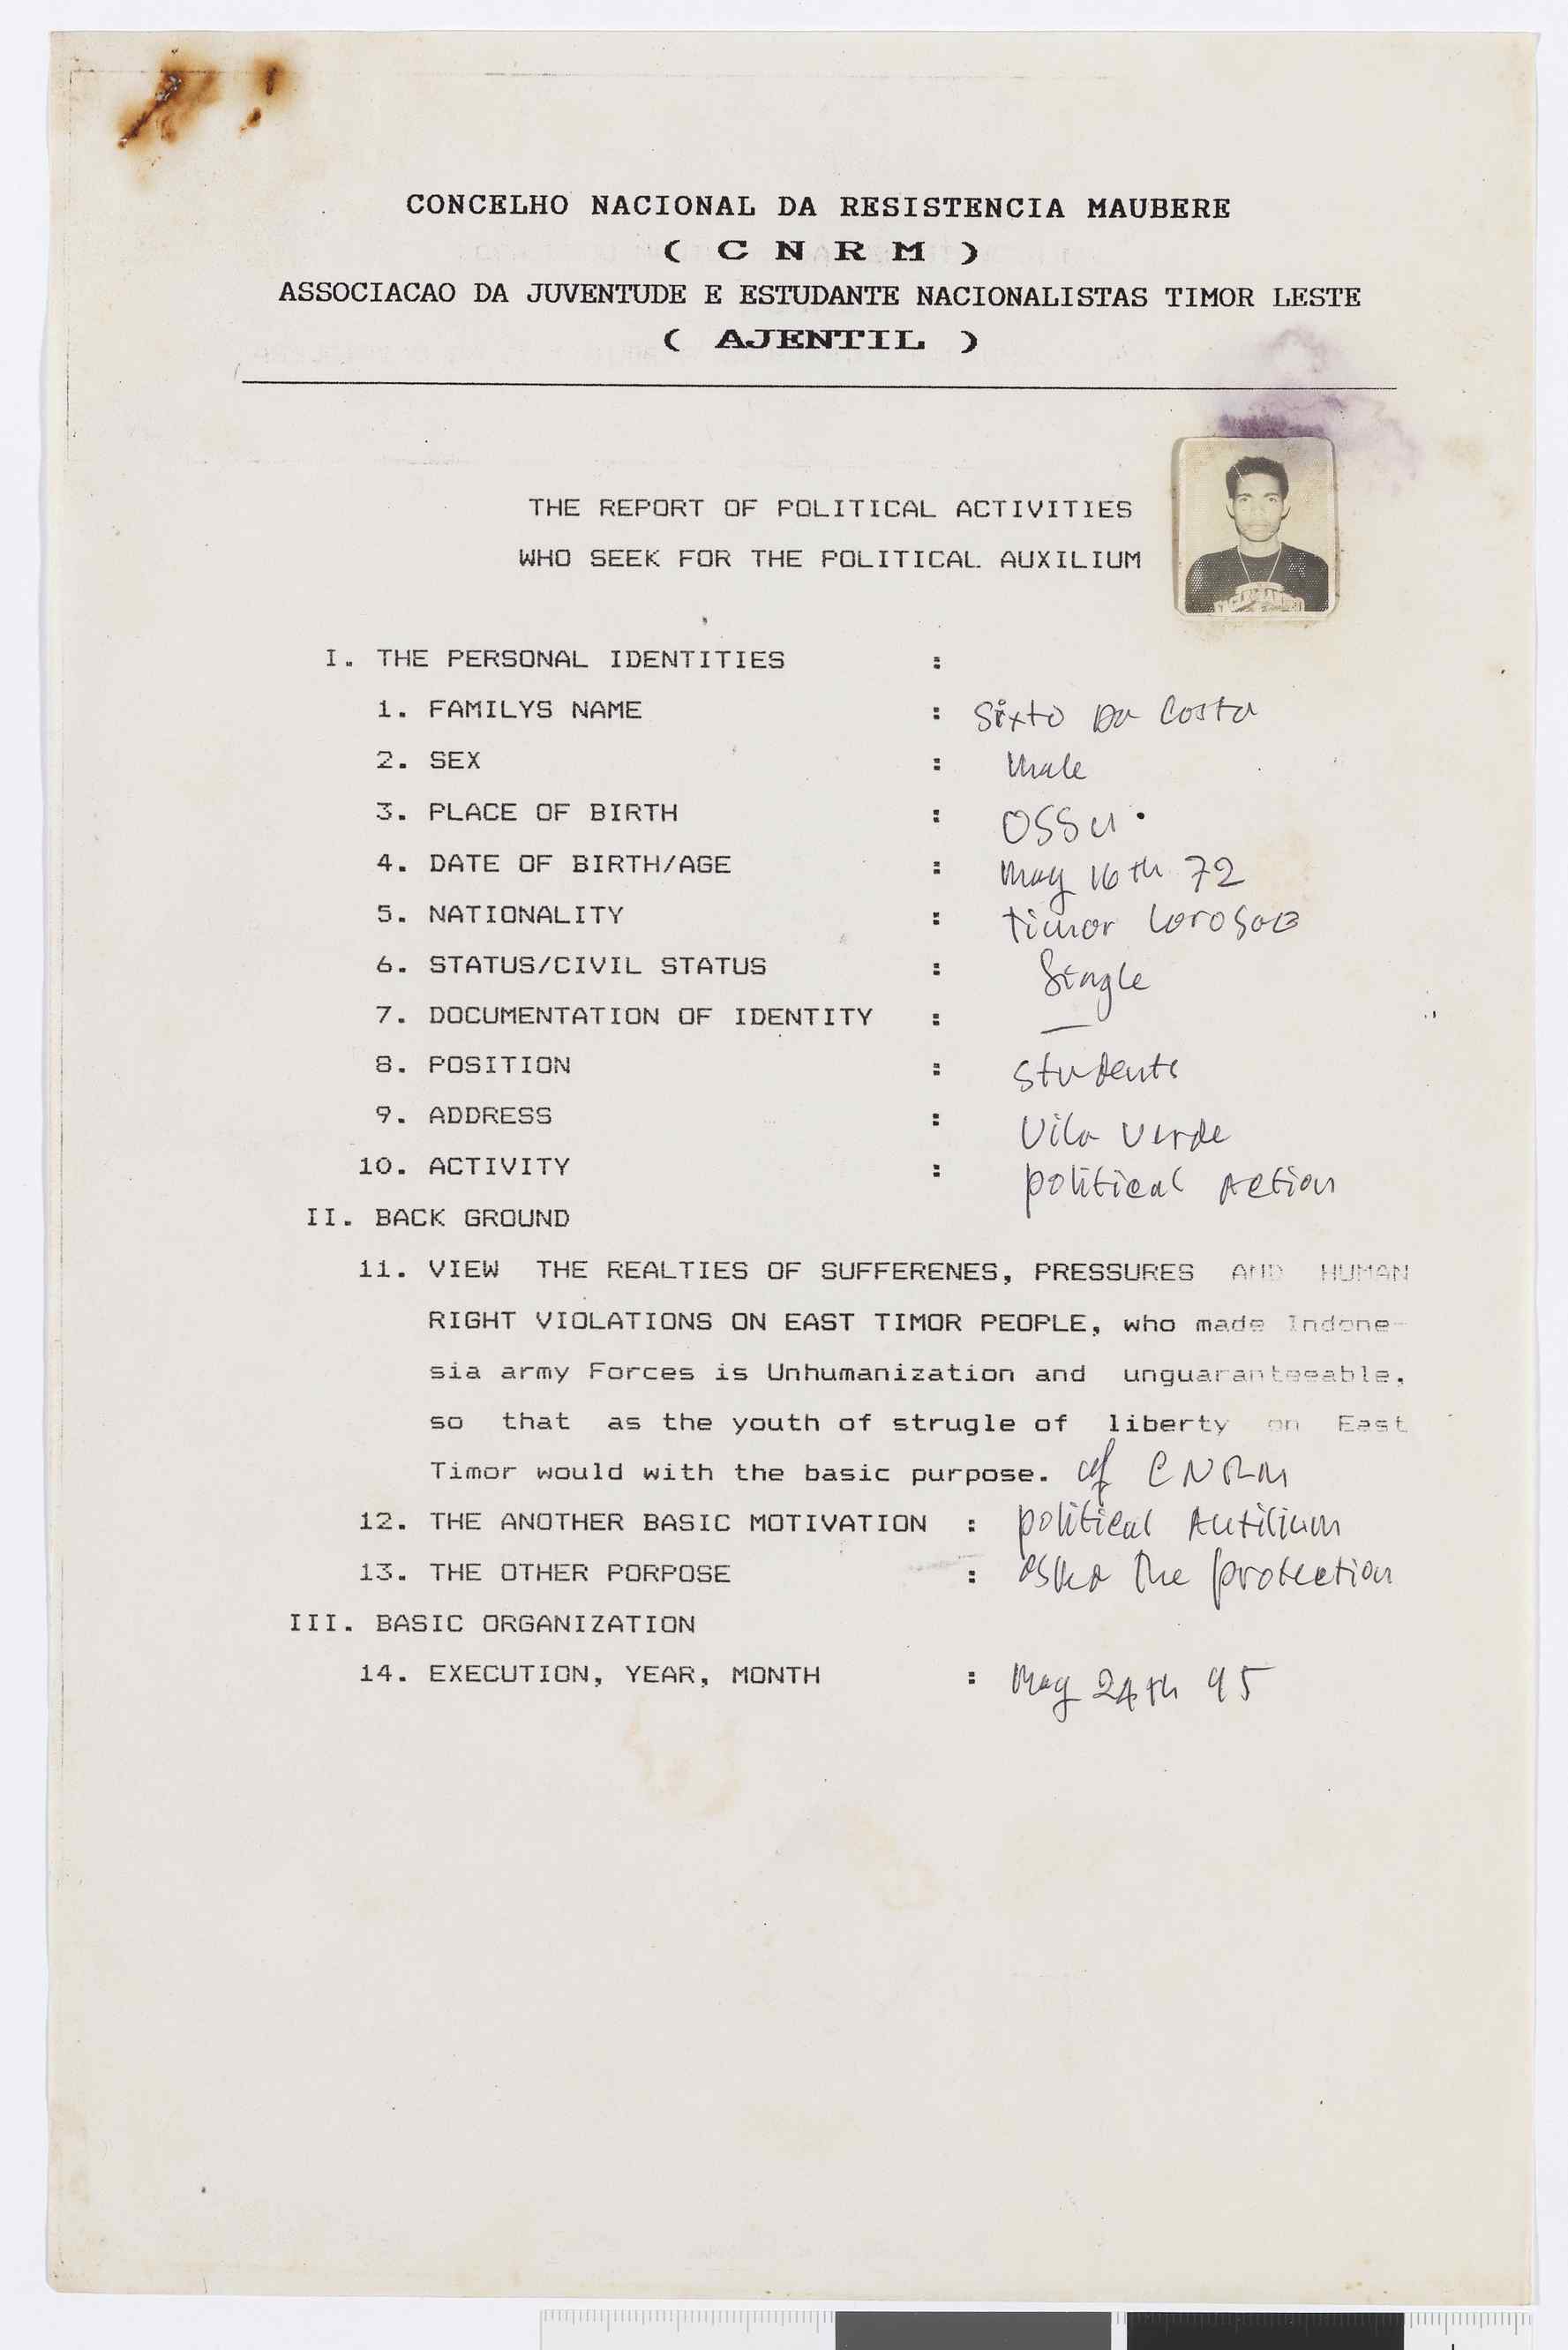 CONCELHO NACIONAL DA RESISTENCIA MAUBERE
( C N R M )
ASSOCIACAO DA JUVENTUDE E ESTUDANTE NACIONALISTAS TIMOR LESTE
( AJENTIL )
THE REPORT OF POLITICAL ACTIVITIES
WHO SEEK FOR THE POLITICAL AUXILIUM
I. THE PERSONAL IDENTITIES :
1. FAMILYS NAME : Sixto Da Costa
2. SEX : Male
3. PLACE OF BIRTH : OSSU.
4. DATE OF BIRTH/AGE : May 16th 72
5. NATIONALITY : Timor Lorosae
6. STATUS/CIVIL STATUS : Single
7. DOCUMENTATION OF IDENTITY : —
8. POSITION : students
9. ADDRESS : Vila Verde
10. ACTIVITY : political Action
II. BACK GROUND
11. VIEW THE REALTIES OF SUFFERENES, PRESSURES AND HUMAN
RIGHT VIOLATIONS ON EAST TIMOR PEOPLE, who made Indone-
sia army Forces is Unhumanization and unguaranteeable,
so that as the youth of strugle of liberty on East
Timor would with the basic purpose. of CNRM
12. THE ANOTHER BASIC MOTIVATION : political Autilium
13. THE OTHER PORPOSE : the protection
III. BASIC ORGANIZATION
14. EXECUTION, YEAR, MONTH : May 24th 95